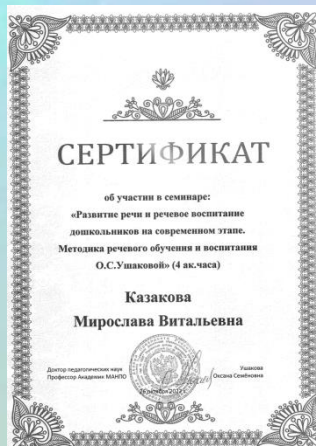 СЕРТИФИКАТ
об участии в семинаре:
«Развитие речи и речевое воспитание
дошкольников на современном этапе.
Методика речевого обучения и воспитания
О.С.Ушаковой» (4 ак.часа)
Казакова
Мирослава Витальевна
Доктор педагогических наук
Профессор Академик МАНПО
Ушакова
Оксана Семёновна